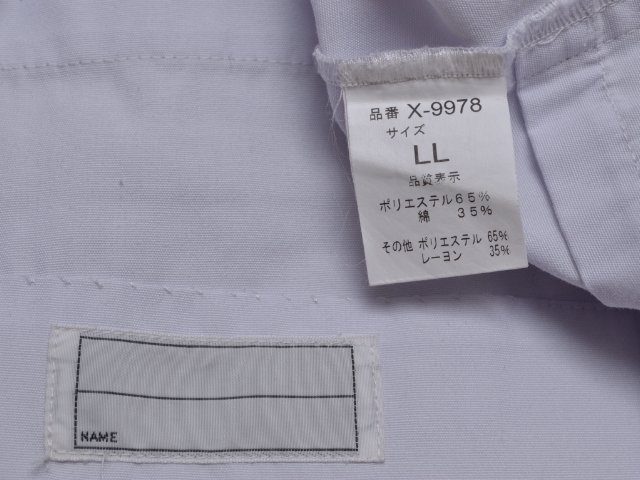 品番 X-9978
サイズ
LL
品質表示
ポリエステル65%
綿 35%
その他 ポリエステル 65%
レーヨン 35%
NAME